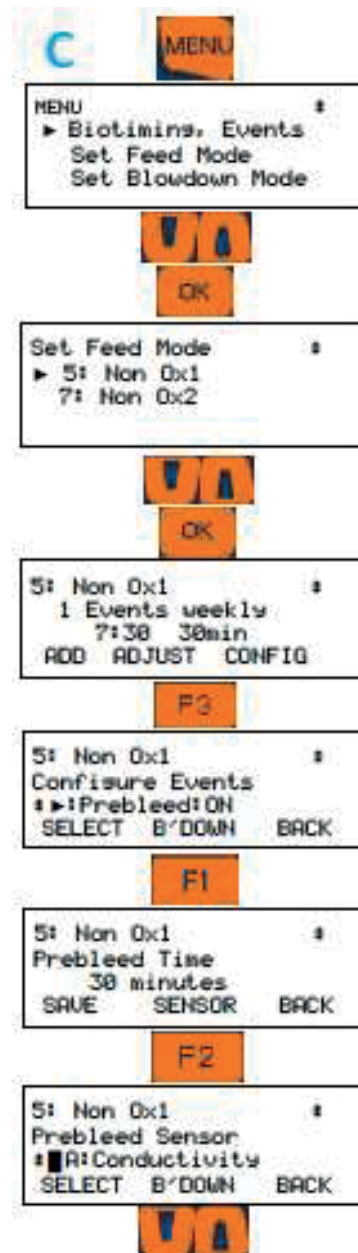 C
MENU
MENU
► Biotiming, Events
Set Feed Mode
Set Blowdown Mode
OK
Set Feed Mode
► 5: Non Ox1
7: Non Ox2
OK
5: Non Ox1
1 Events weekly
7:30 30min
ADD ADJUST CONFIG
F3
5: Non Ox1
Configure Events
►:Prebleed:ON
SELECT B'DOWN BACK
F1
5: Non Ox1
Prebleed Time
30 minutes
SAVE SENSOR BACK
F2
5: Non Ox1
Prebleed Sensor
A:Conductivity
SELECT B'DOWN BACK